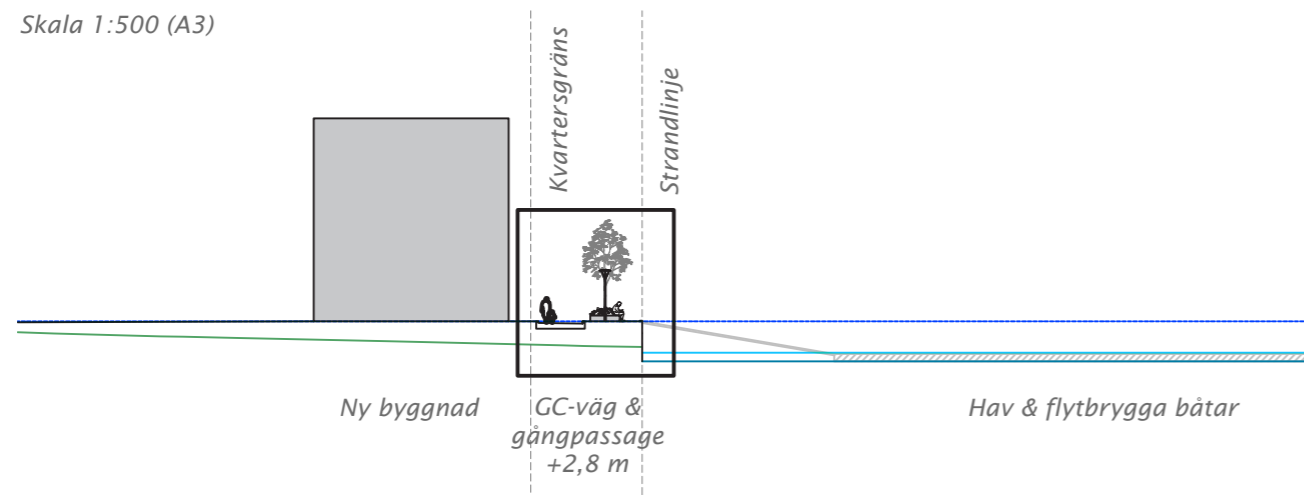 Skala 1:500 (A3)
Kvartersgräns
Strandlinje
Ny byggnad
GC-väg &
gångpassage
+2,8 m
Hav & flytbrygga båtar